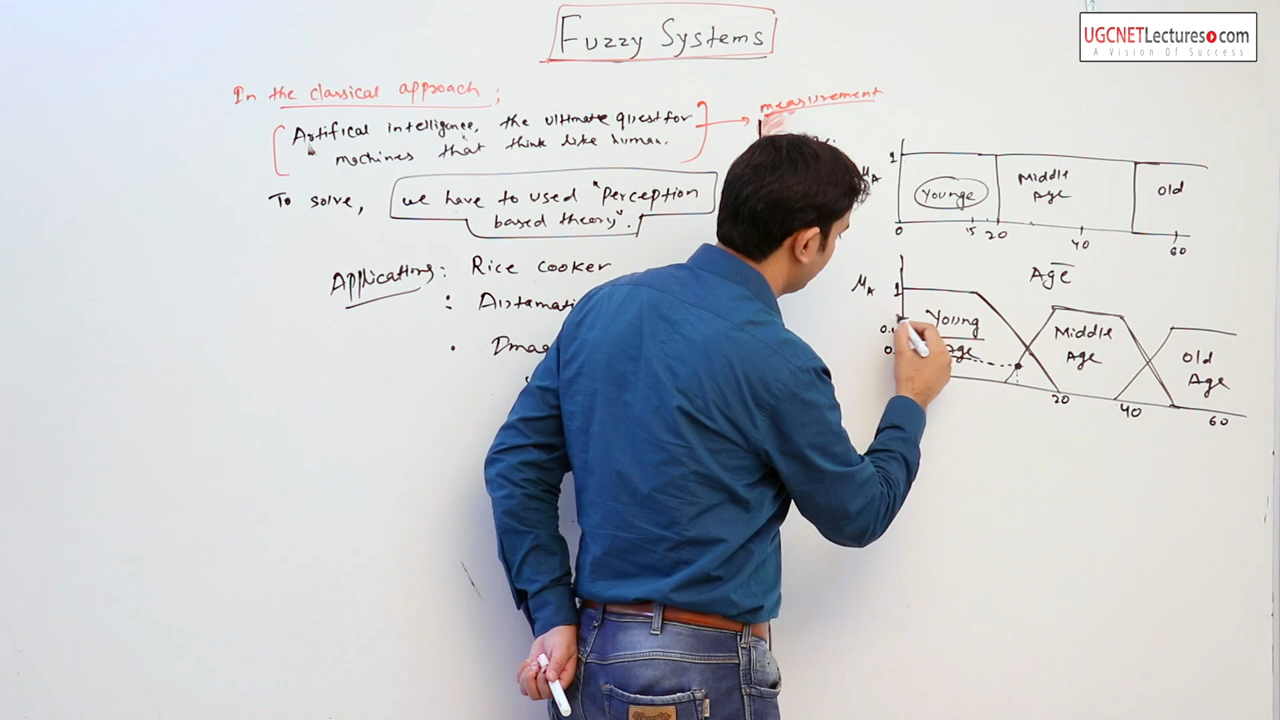 UGCNETLectures.com
A Vision Of Success
Fuzzy Systems
In the classical approach;
Artifical intelligence, the ultimate quest for
machines that think like human.
measurement
To solve, we have to used "Perception
based theory".
Applications: Rice cooker
μA
1
Younge
Middle
Age
old
0 15 20 40 60
Age
μA
1
Young
Age
Middle
Age
Old
Age
20 40 60